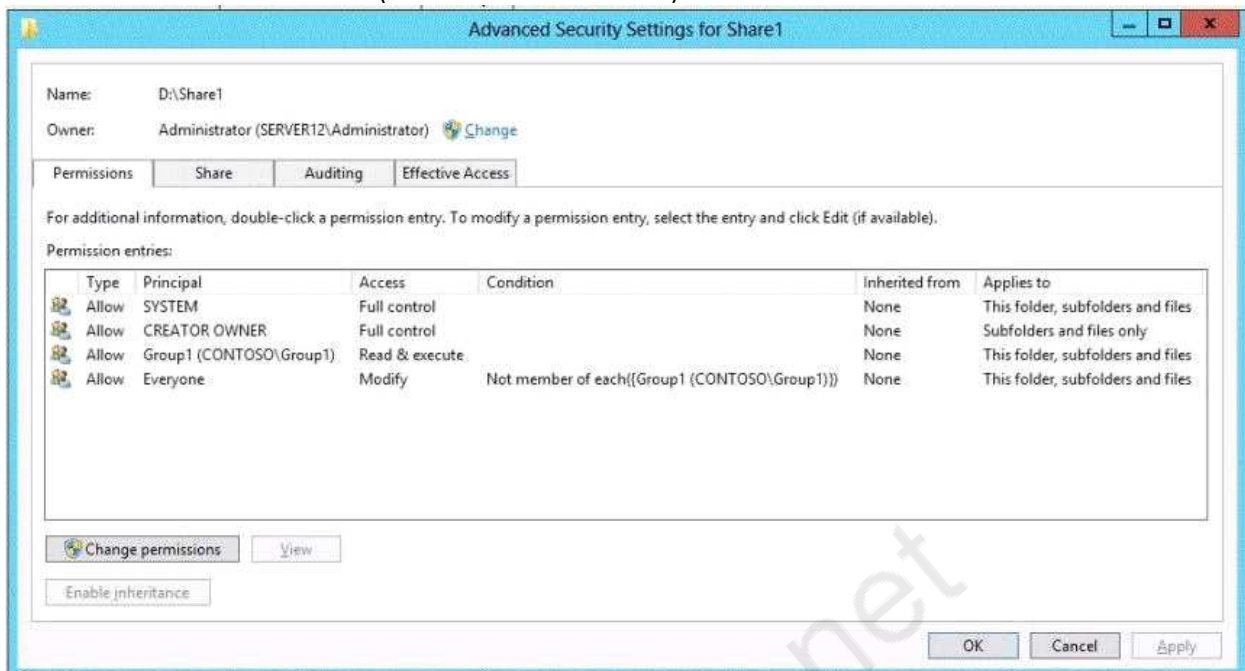 Advanced Security Settings for Share1
Name: D:\Share1
Owner: Administrator (SERVER12\Administrator) Change
Permissions Share Auditing Effective Access
For additional information, double-click a permission entry. To modify a permission entry, select the entry and click Edit (if available).
Permission entries:
Type Principal Access Condition Inherited from Applies to
Allow SYSTEM Full control None This folder, subfolders and files
Allow CREATOR OWNER Full control None Subfolders and files only
Allow Group1 (CONTOSO\Group1) Read & execute None This folder, subfolders and files
Allow Everyone Modify Not member of each({Group1 (CONTOSO\Group1)}) None This folder, subfolders and files
Change permissions View
Enable inheritance
net
OK Cancel Apply